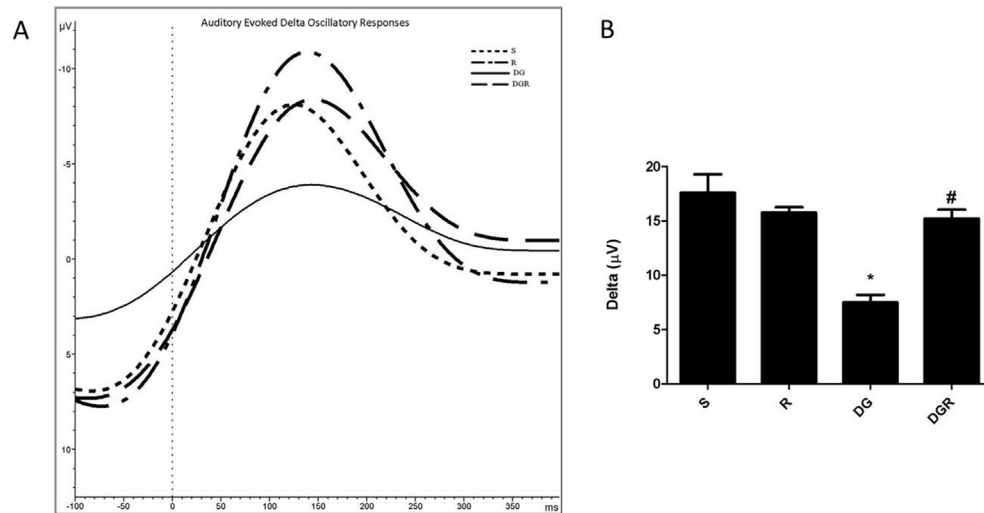 A
µV
Auditory Evoked Delta Oscillatory Responses
S
R
DG
DGR
-10
-5
0
5
10
-100 -50 0 50 100 150 200 250 300 350 ms
B
Delta (µV)
20
15
10
5
0
*
#
S R DG DGR